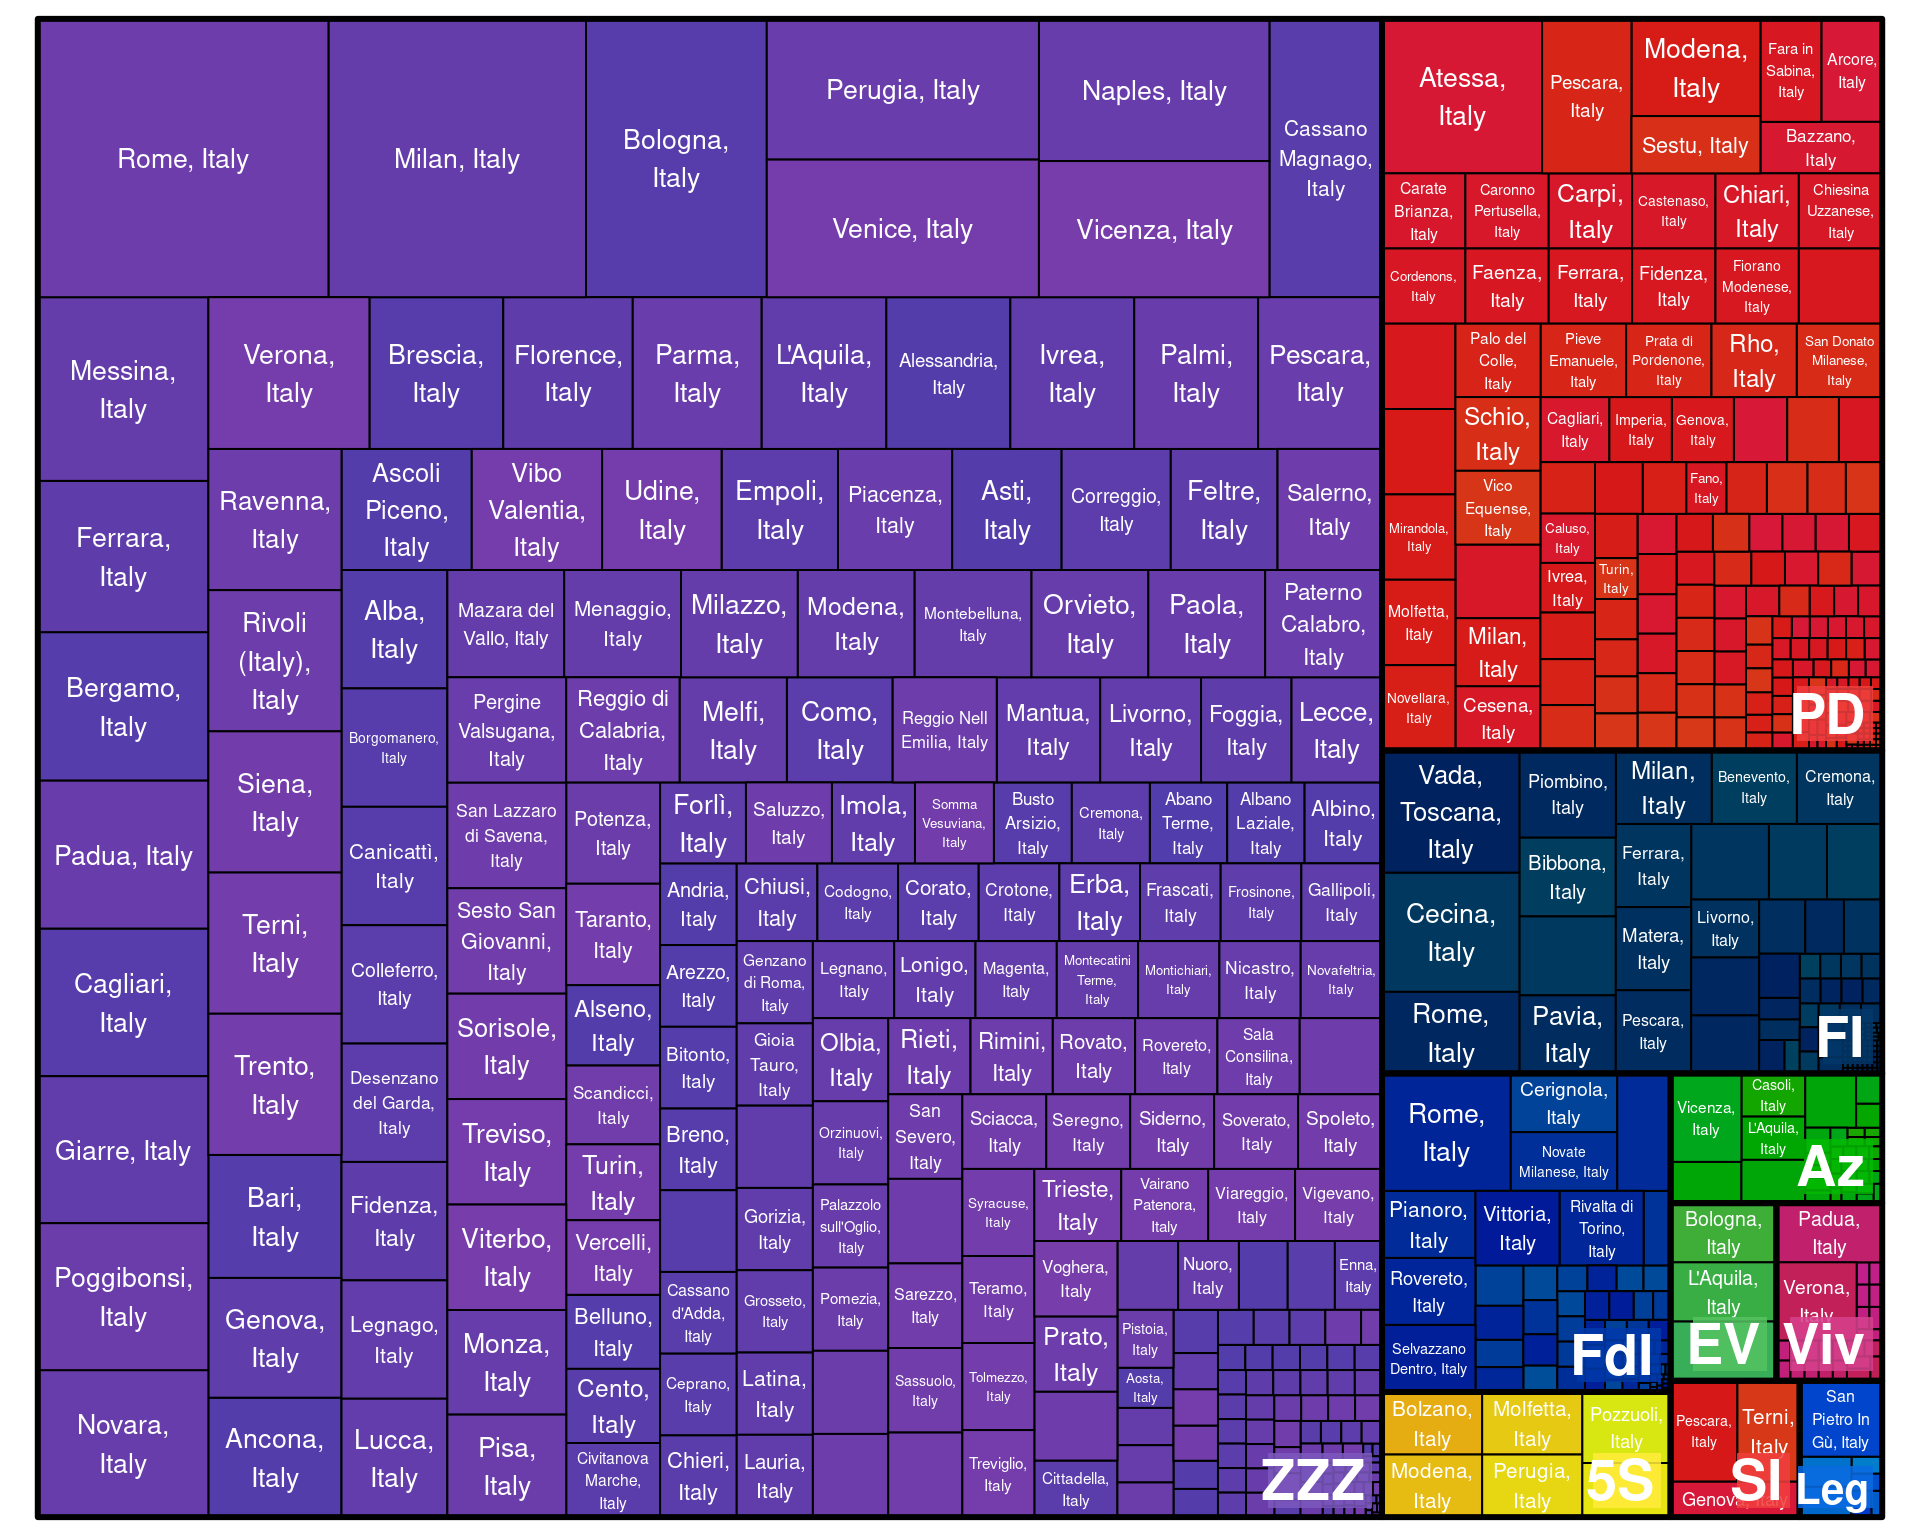 Rome, Italy
Milan, Italy
Bologna,
Italy
Perugia, Italy
Venice, Italy
Naples, Italy
Vicenza, Italy
Cassano
Magnago,
Italy
Messina,
Italy
Ferrara,
Italy
Bergamo,
Italy
Padua, Italy
Cagliari,
Italy
Giarre, Italy
Poggibonsi,
Italy
Novara,
Italy
Verona,
Italy
Brescia,
Italy
Florence,
Italy
Parma,
Italy
L'Aquila,
Italy
Alessandria,
Italy
Ivrea,
Italy
Palmi,
Italy
Pescara,
Italy
Ravenna,
Italy
Rivoli
(Italy),
Italy
Siena,
Italy
Terni,
Italy
Trento,
Italy
Bari,
Italy
Genova,
Italy
Ancona,
Italy
Ascoli
Piceno,
Italy
Vibo
Valentia,
Italy
Udine,
Italy
Empoli,
Italy
Piacenza,
Italy
Asti,
Italy
Correggio,
Italy
Feltre,
Italy
Salerno,
Italy
Alba,
Italy
Borgomanero,
Italy
Canicattì,
Italy
Colleferro,
Italy
Desenzano
del Garda,
Italy
Fidenza,
Italy
Legnago,
Italy
Lucca,
Italy
Mazara del
Vallo, Italy
Menaggio,
Italy
Milazzo,
Italy
Modena,
Italy
Montebelluna,
Italy
Orvieto,
Italy
Paola,
Italy
Paterno
Calabro,
Italy
Pergine
Valsugana,
Italy
San Lazzaro
di Savena,
Italy
Sesto San
Giovanni,
Italy
Sorisole,
Italy
Treviso,
Italy
Viterbo,
Italy
Monza,
Italy
Pisa,
Italy
Reggio di
Calabria,
Italy
Melfi,
Italy
Como,
Italy
Reggio Nell
Emilia, Italy
Mantua,
Italy
Livorno,
Italy
Foggia,
Italy
Lecce,
Italy
Potenza,
Italy
Taranto,
Italy
Alseno,
Italy
Scandicci,
Italy
Turin,
Italy
Vercelli,
Italy
Belluno,
Italy
Cento,
Italy
Civitanova
Marche,
Italy
Forlì,
Italy
Saluzzo,
Italy
Imola,
Italy
Somma
Vesuviana,
Italy
Busto
Arsizio,
Italy
Cremona,
Italy
Abano
Terme,
Italy
Albano
Laziale,
Italy
Albino,
Italy
Andria,
Italy
Arezzo,
Italy
Bitonto,
Italy
Breno,
Italy
Cassano
d'Adda,
Italy
Ceprano,
Italy
Chieri,
Italy
Chiusi,
Italy
Codogno,
Italy
Corato,
Italy
Crotone,
Italy
Erba,
Italy
Frascati,
Italy
Frosinone,
Italy
Gallipoli,
Italy
Genzano
di Roma,
Italy
Gioia
Tauro,
Italy
Gorizia,
Italy
Grosseto,
Italy
Latina,
Italy
Lauria,
Italy
Legnano,
Italy
Lonigo,
Italy
Magenta,
Italy
Montecatini
Terme,
Italy
Montichiari,
Italy
Nicastro,
Italy
Novafeltria,
Italy
Olbia,
Italy
Orzinuovi,
Italy
Palazzolo
sull'Oglio,
Italy
Pomezia,
Italy
Rieti,
Italy
Rimini,
Italy
Rovato,
Italy
Rovereto,
Italy
Sala
Consilina,
Italy
San
Severo,
Italy
Sarezzo,
Italy
Sassuolo,
Italy
Sciacca,
Italy
Seregno,
Italy
Siderno,
Italy
Soverato,
Italy
Spoleto,
Italy
Syracuse,
Italy
Teramo,
Italy
Tolmezzo,
Italy
Treviglio,
Italy
Trieste,
Italy
Vairano
Patenora,
Italy
Viareggio,
Italy
Vigevano,
Italy
Voghera,
Italy
Prato,
Italy
Cittadella,
Italy
Nuoro,
Italy
Enna,
Italy
Pistoia,
Italy
Aosta,
Italy
ZZZ
Atessa,
Italy
Pescara,
Italy
Modena,
Italy
Sestu, Italy
Fara in
Sabina,
Italy
Arcore,
Italy
Bazzano,
Italy
Carate
Brianza,
Italy
Caronno
Pertusella,
Italy
Carpi,
Italy
Castenaso,
Italy
Chiari,
Italy
Chiesina
Uzzanese,
Italy
Cordenons,
Italy
Faenza,
Italy
Ferrara,
Italy
Fidenza,
Italy
Fiorano
Modenese,
Italy
Mirandola,
Italy
Molfetta,
Italy
Novellara,
Italy
Palo del
Colle,
Italy
Pieve
Emanuele,
Italy
Prata di
Pordenone,
Italy
Rho,
Italy
San Donato
Milanese,
Italy
Schio,
Italy
Vico
Equense,
Italy
Milan,
Italy
Cesena,
Italy
Cagliari,
Italy
Imperia,
Italy
Genova,
Italy
Fano,
Italy
Caluso,
Italy
Ivrea,
Italy
Turin,
Italy
PD
Vada,
Toscana,
Italy
Cecina,
Italy
Rome,
Italy
Piombino,
Italy
Bibbona,
Italy
Pavia,
Italy
Milan,
Italy
Benevento,
Italy
Cremona,
Italy
Ferrara,
Italy
Matera,
Italy
Pescara,
Italy
Livorno,
Italy
FI
Rome,
Italy
Cerignola,
Italy
Novate
Milanese, Italy
Pianoro,
Italy
Vittoria,
Italy
Rivalta di
Torino,
Italy
Rovereto,
Italy
Selvazzano
Dentro, Italy
FdI
Vicenza,
Italy
Casoli,
Italy
L'Aquila,
Italy
Az
Bologna,
Italy
L'Aquila,
Italy
EV
Padua,
Italy
Verona,
Italy
Viv
Bolzano,
Italy
Molfetta,
Italy
Pozzuoli,
Italy
Modena,
Italy
Perugia,
Italy
5S
Pescara,
Italy
Terni,
Italy
Genova, Italy
SI
San
Pietro In
Gù, Italy
Leg